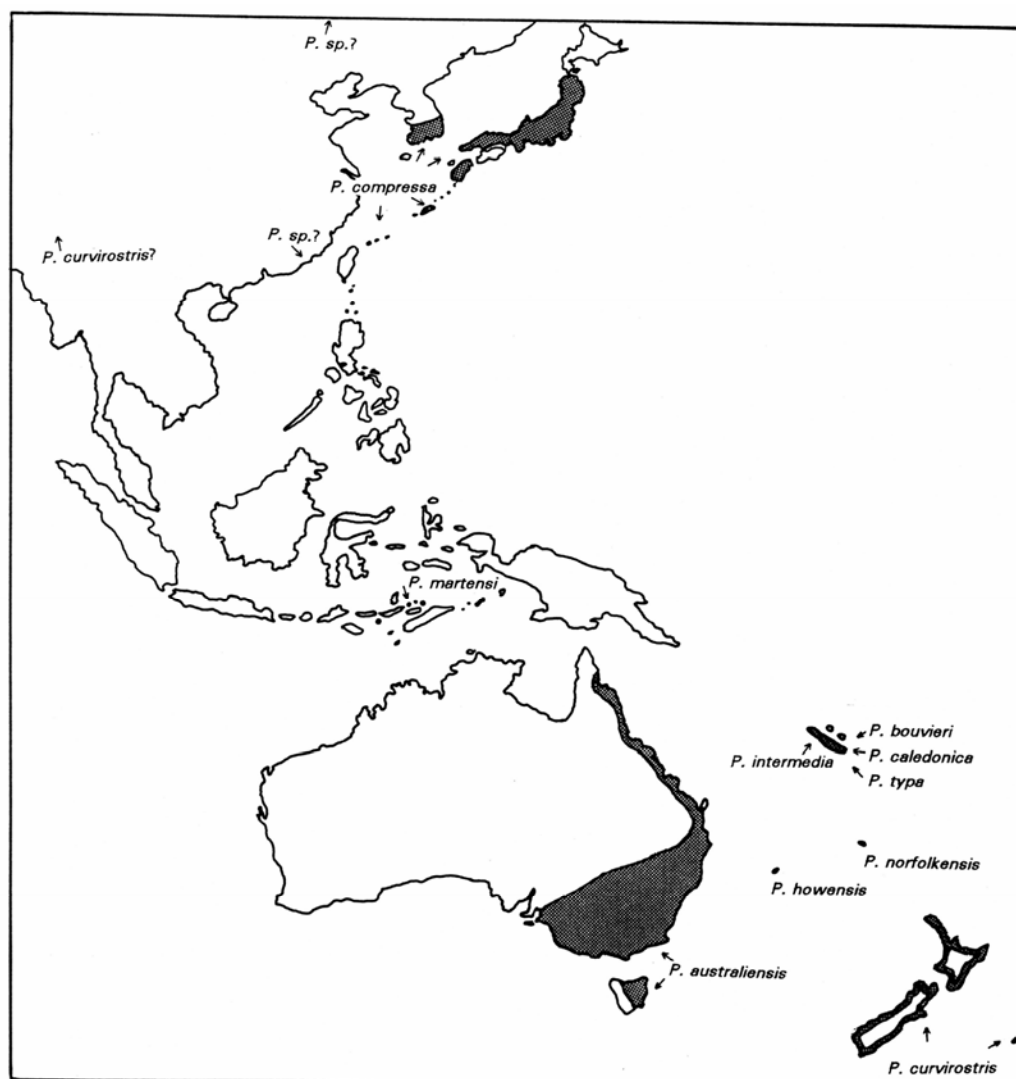 P. sp.?
P. compressa
P. sp.?
P. curvirostris?
P. martensi
P. bouvieri
P. intermedia
P. caledonica
P. typa
P. norfolkensis
P. howensis
P. australiensis
P. curvirostris